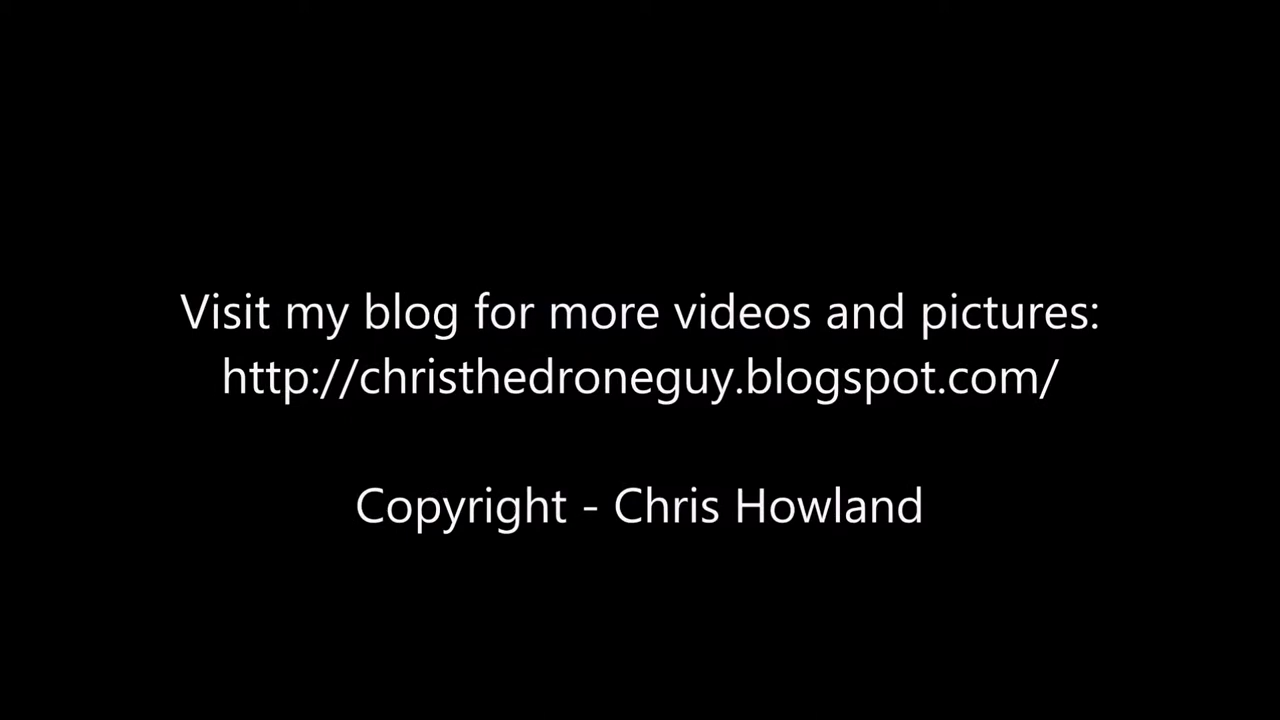 Visit my blog for more videos and pictures:
http://christhedroneguy.blogspot.com/
Copyright - Chris Howland